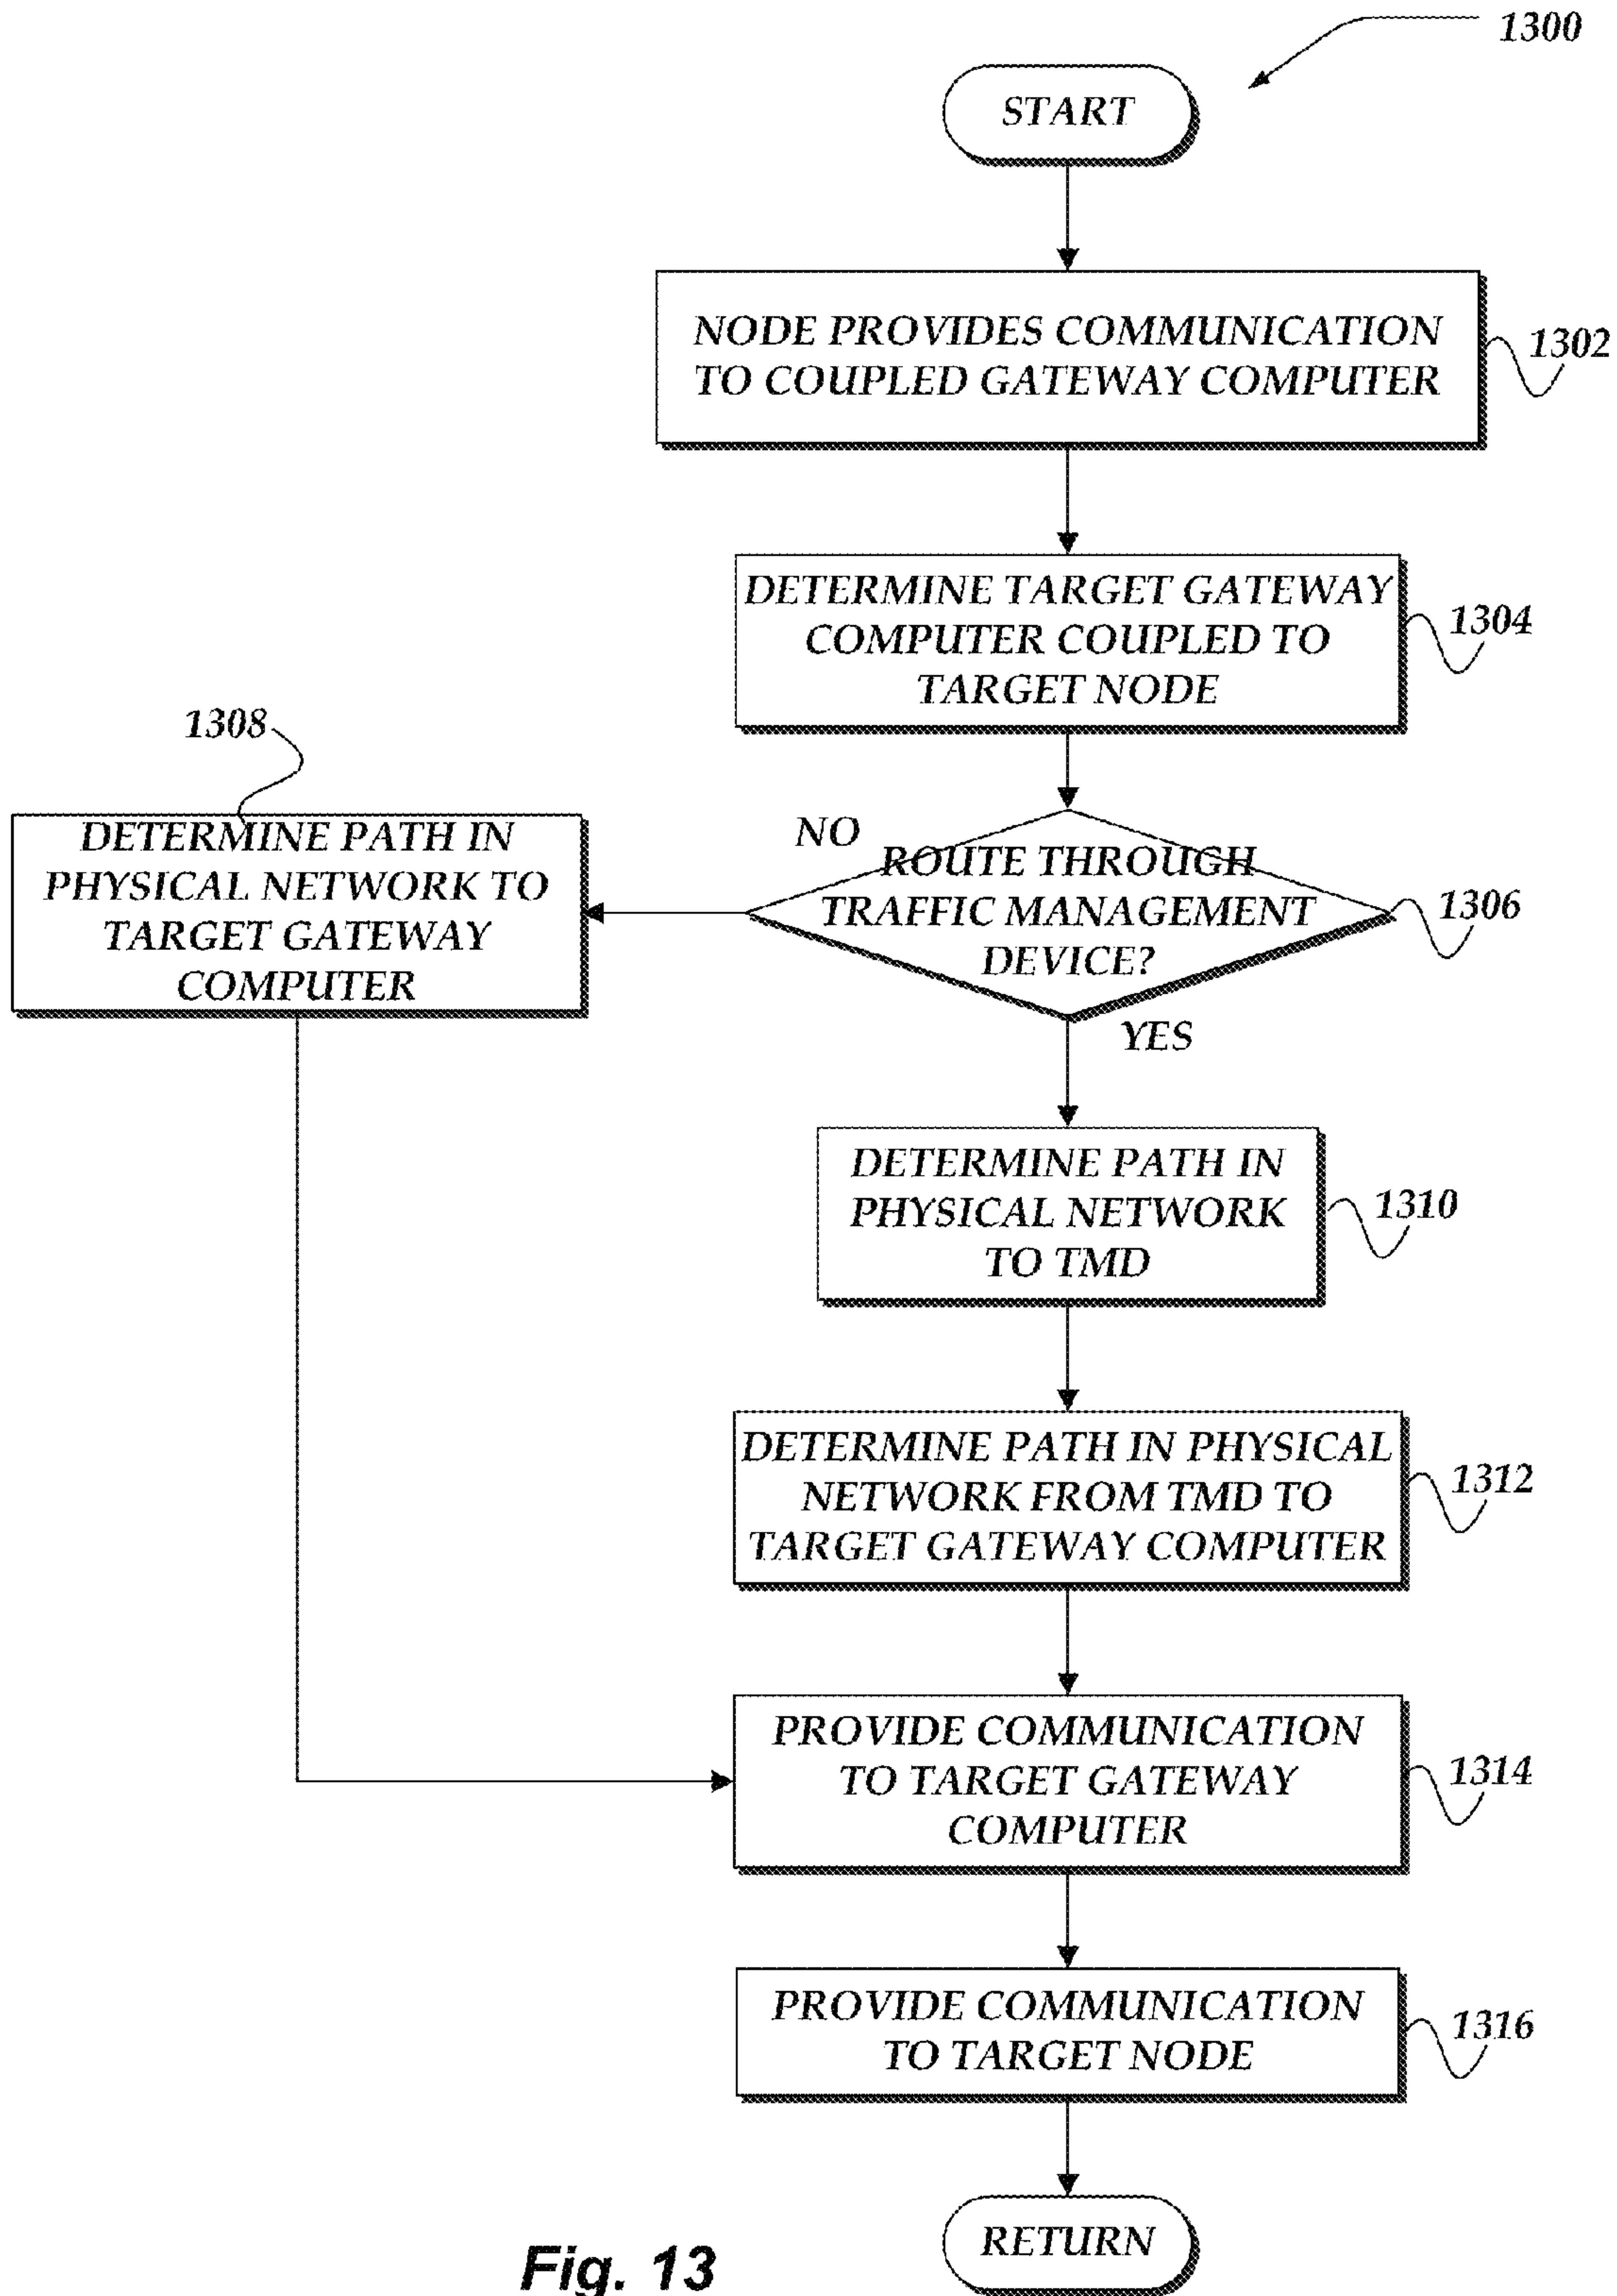 1300
START
NODE PROVIDES COMMUNICATION
TO COUPLED GATEWAY COMPUTER
1302
DETERMINE TARGET GATEWAY
COMPUTER COUPLED TO
TARGET NODE
1304
1308
DETERMINE PATH IN
PHYSICAL NETWORK TO
TARGET GATEWAY
COMPUTER
NO
ROUTE THROUGH
TRAFFIC MANAGEMENT
DEVICE?
1306
YES
DETERMINE PATH IN
PHYSICAL NETWORK
TO TMD
1310
DETERMINE PATH IN PHYSICAL
NETWORK FROM TMD TO
TARGET GATEWAY COMPUTER
1312
PROVIDE COMMUNICATION
TO TARGET GATEWAY
COMPUTER
1314
PROVIDE COMMUNICATION
TO TARGET NODE
1316
RETURN
Fig. 13